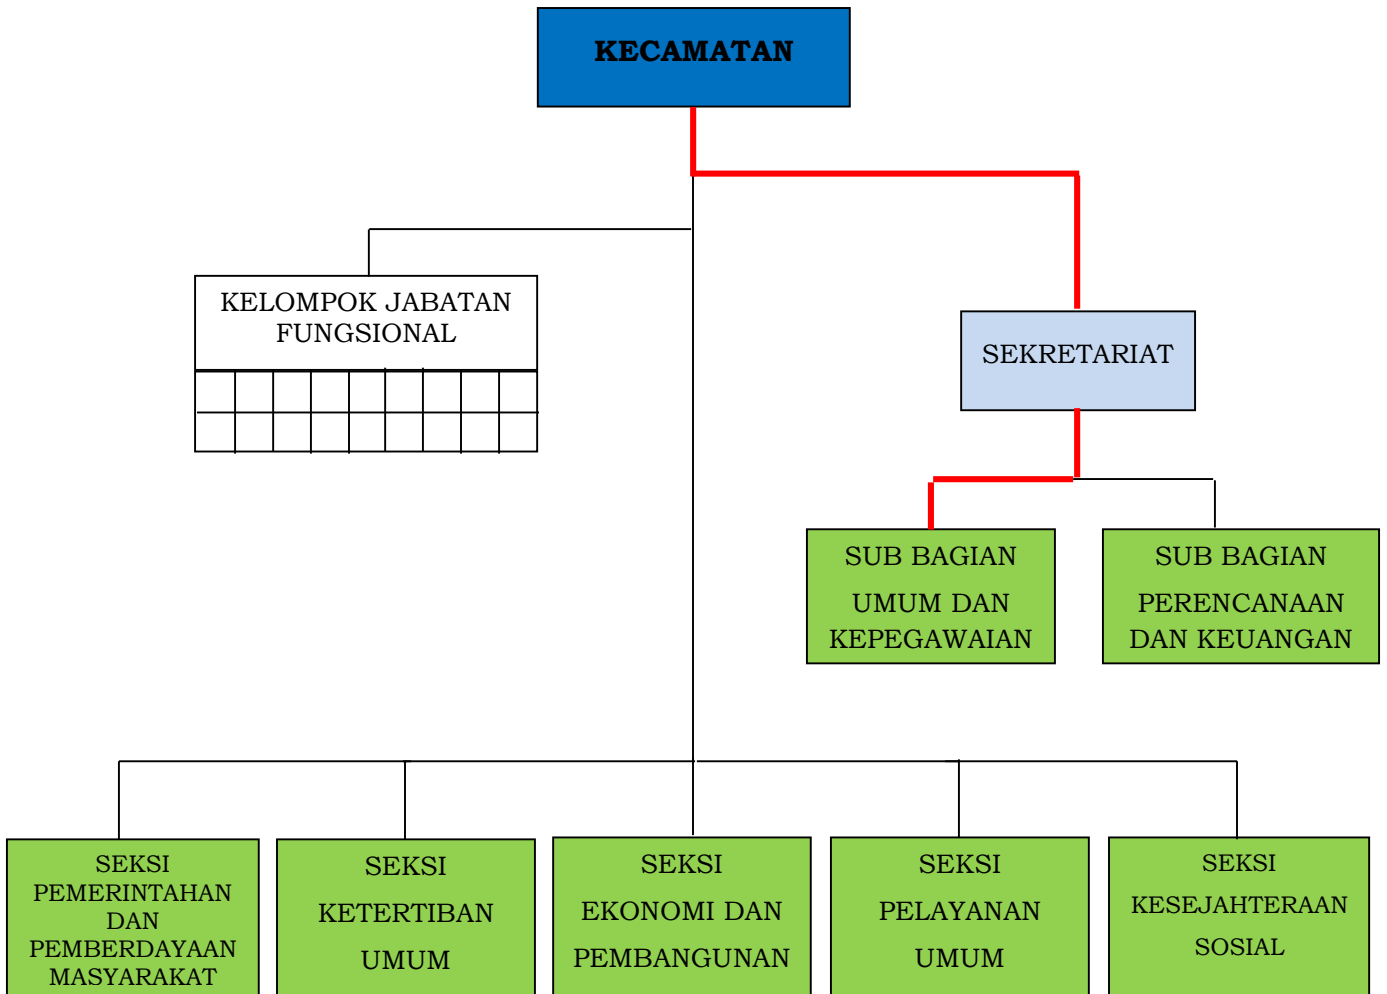 KECAMATAN
KELOMPOK JABATAN
FUNGSIONAL
SEKRETARIAT
SUB BAGIAN
UMUM DAN
KEPEGAWAIAN
SUB BAGIAN
PERENCANAAN
DAN KEUANGAN
SEKSI
PEMERINTAHAN
DAN
PEMBERDAYAAN
MASYARAKAT
SEKSI
KETERTIBAN
UMUM
SEKSI
EKONOMI DAN
PEMBANGUNAN
SEKSI
PELAYANAN
UMUM
SEKSI
KESEJAHTERAAN
SOSIAL